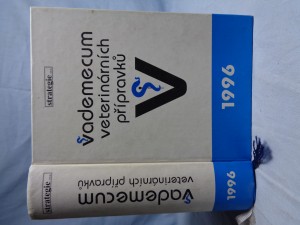 strategie
vademecum
veterinárních
přípravků
1996
strategie
vademecum
veterinárních přípravků
1996